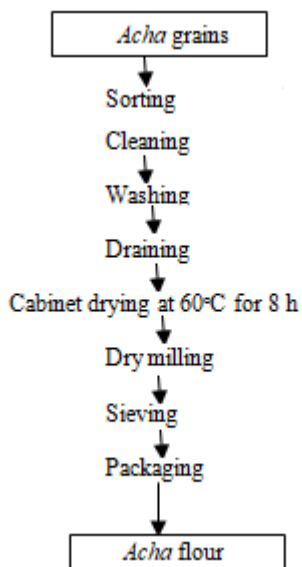 Acha grains
Sorting
Cleaning
Washing
Draining
Cabinet drying at 60°C for 8 h
Dry milling
Sieving
Packaging
Acha flour